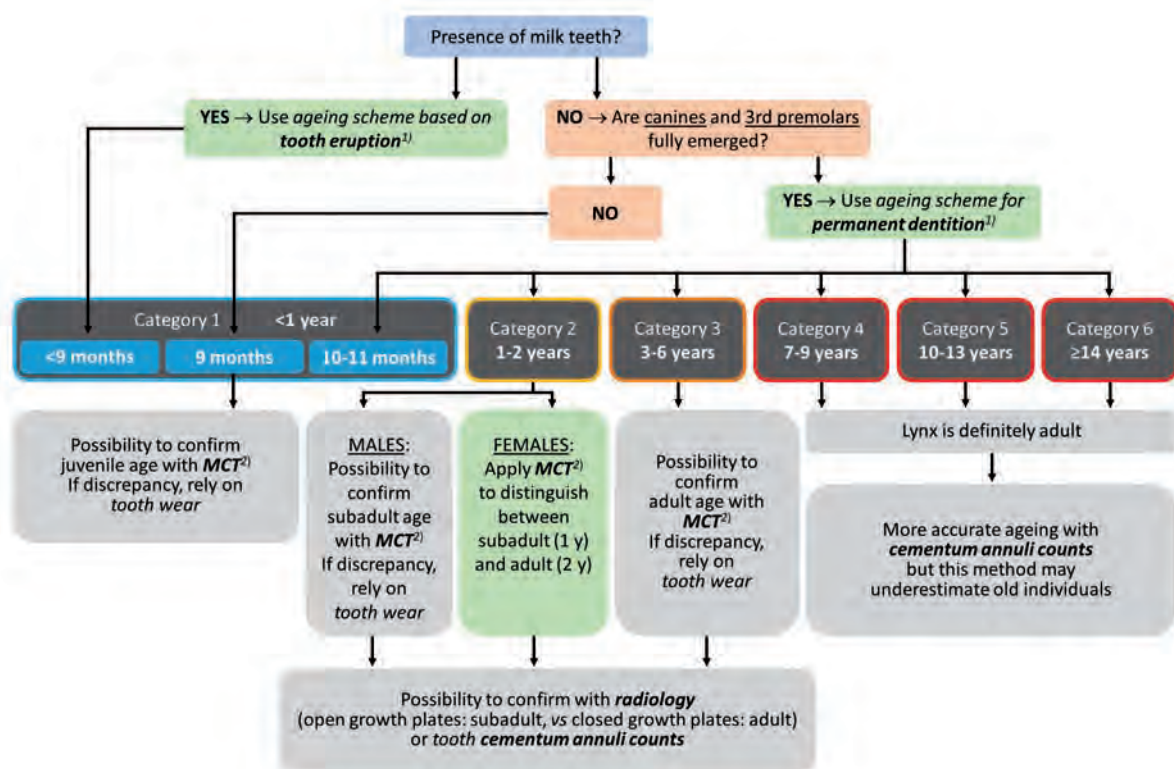 Presence of milk teeth?
YES → Use ageing scheme based on
tooth eruption1)
NO → Are canines and 3rd premolars
fully emerged?
NO
YES → Use ageing scheme for
permanent dentition1)
Category 1 <1 year
<9 months
9 months
10-11 months
Category 2
1-2 years
Category 3
3-6 years
Category 4
7-9 years
Category 5
10-13 years
Category 6
≥14 years
Possibility to confirm
juvenile age with MCT2)
If discrepancy, rely on
tooth wear
MALES:
Possibility to
confirm
subadult age
with MCT2)
If discrepancy,
rely on
tooth wear
FEMALES:
Apply MCT2)
to distinguish
between
subadult (1 y)
and adult (2 y)
Possibility to
confirm
adult age with
MCT2)
If discrepancy,
rely on
tooth wear
Lynx is definitely adult
More accurate ageing with
cementum annuli counts
but this method may
underestimate old individuals
Possibility to confirm with radiology
(open growth plates: subadult, vs closed growth plates: adult)
or tooth cementum annuli counts